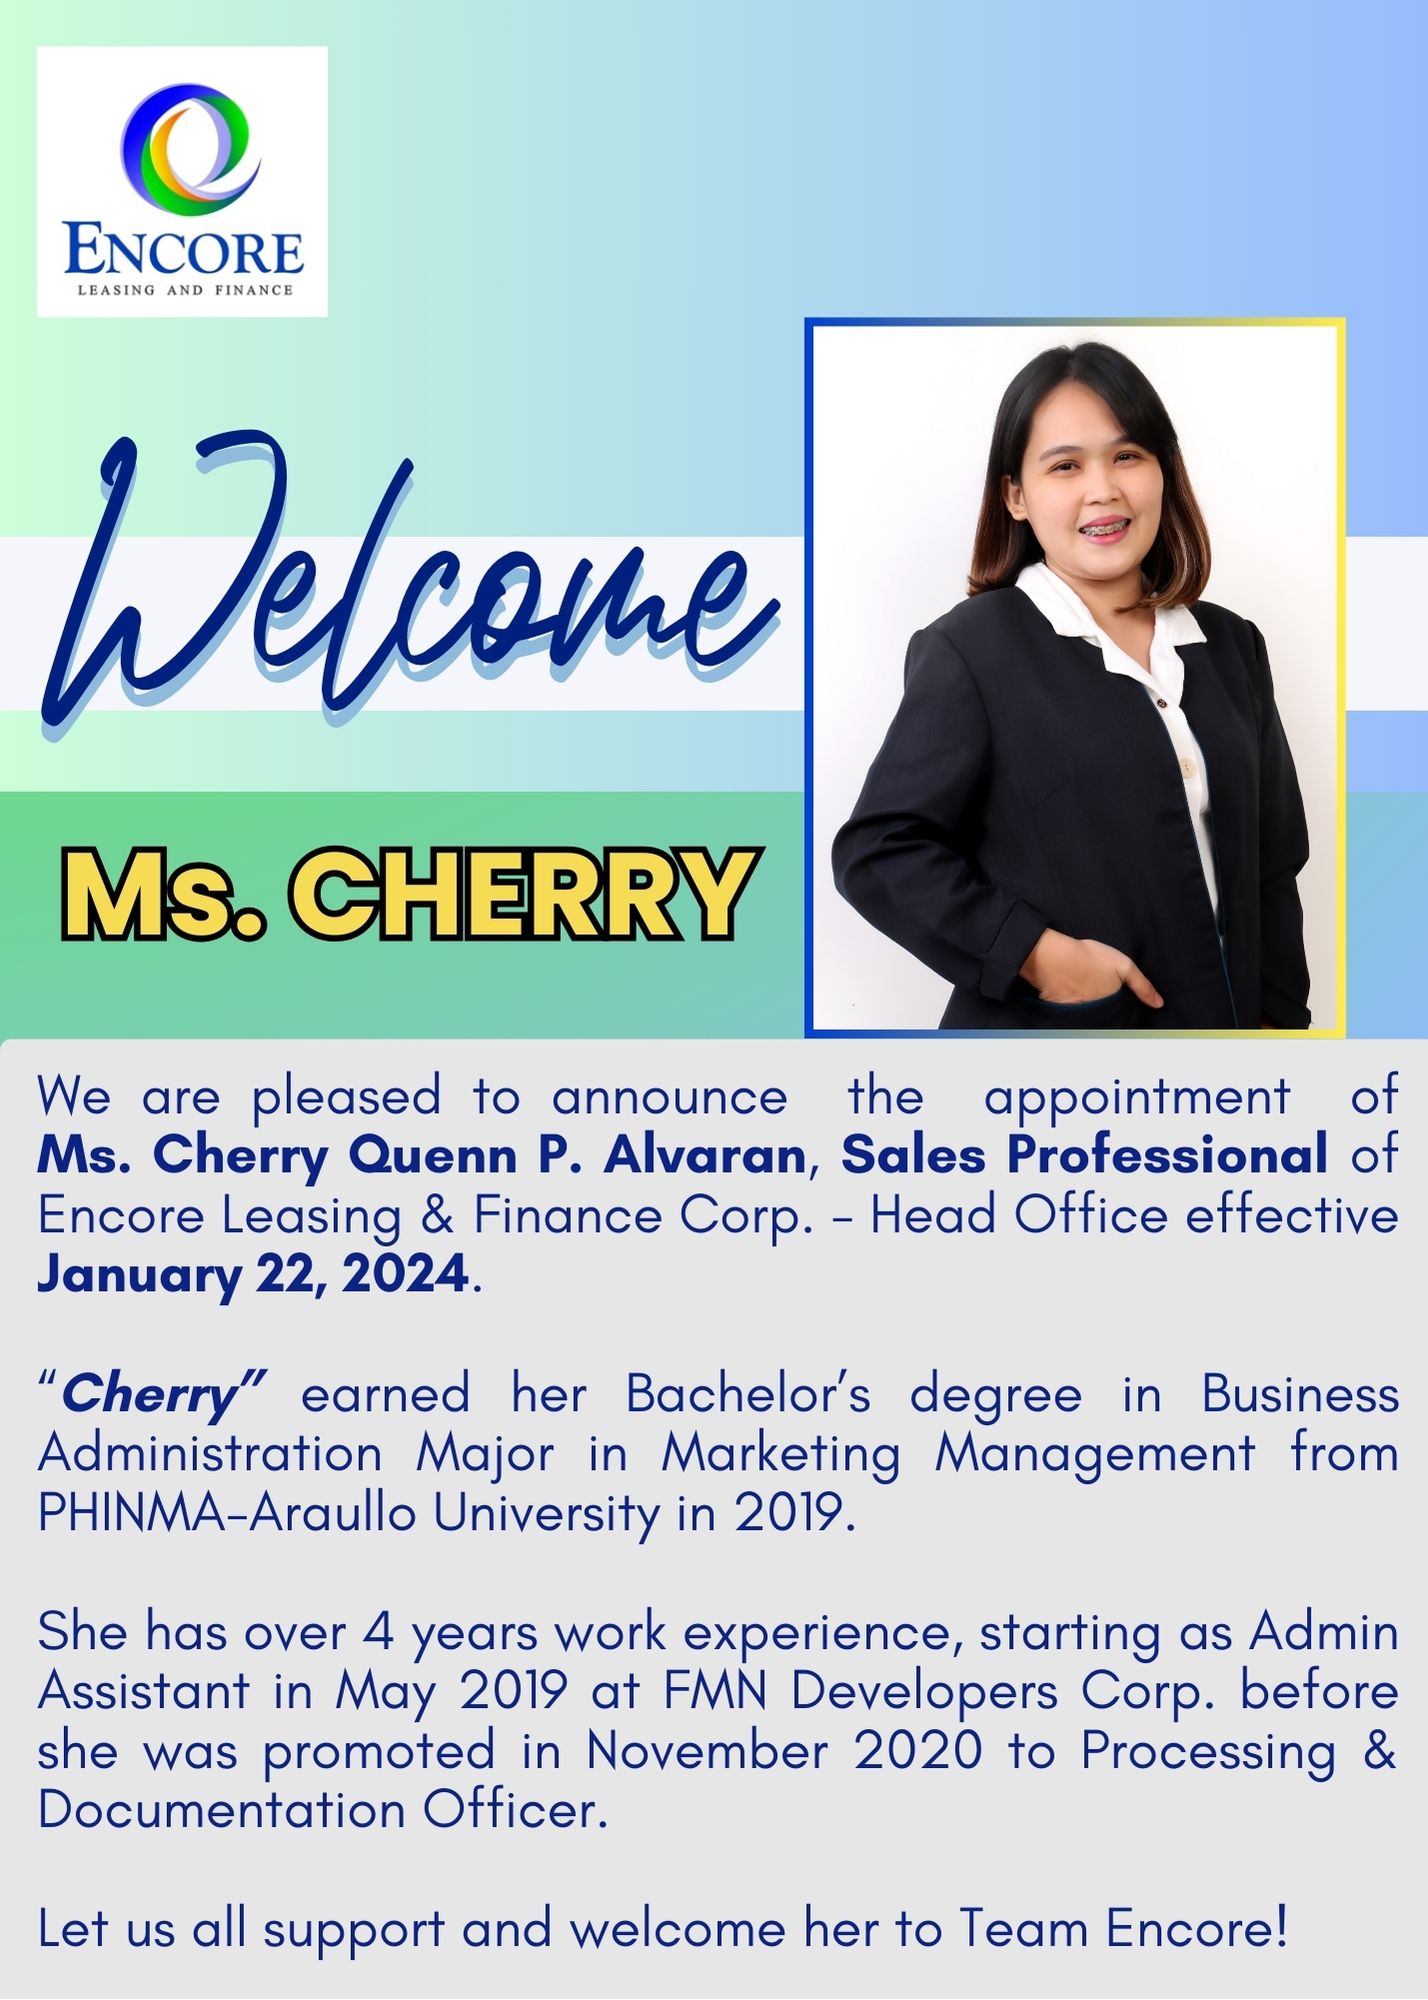 ENCORE
LEASING AND FINANCE
Welcome
Ms. CHERRY
We are pleased to announce the appointment of
Ms. Cherry Quenn P. Alvaran, Sales Professional of
Encore Leasing & Finance Corp. – Head Office effective
January 22, 2024.
“Cherry” earned her Bachelor’s degree in Business
Administration Major in Marketing Management from
PHINMA-Araullo University in 2019.
She has over 4 years work experience, starting as Admin
Assistant in May 2019 at FMN Developers Corp. before
she was promoted in November 2020 to Processing &
Documentation Officer.
Let us all support and welcome her to Team Encore!